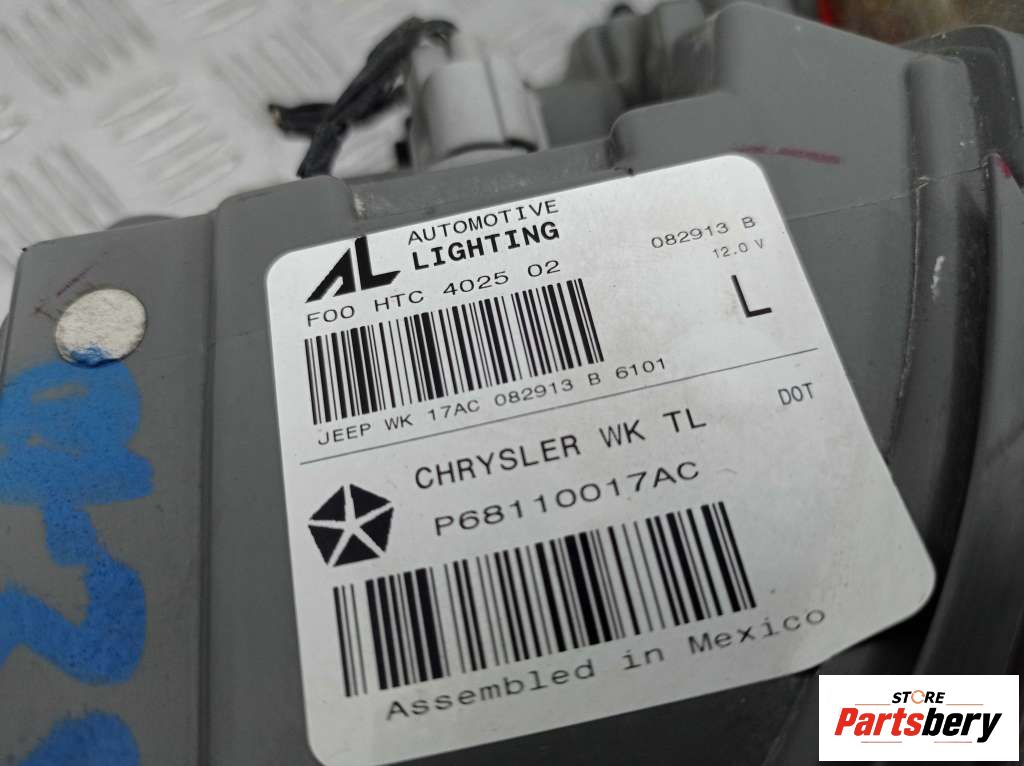 AL AUTOMOTIVE
LIGHTING
082913 B
12.0 V
F00 HTC 4025 02
L
JEEP WK 17AC 082913 B 6101
DOT
CHRYSLER WK TL
P68110017AC
Assembled in Mexico
STORE
Partsbery